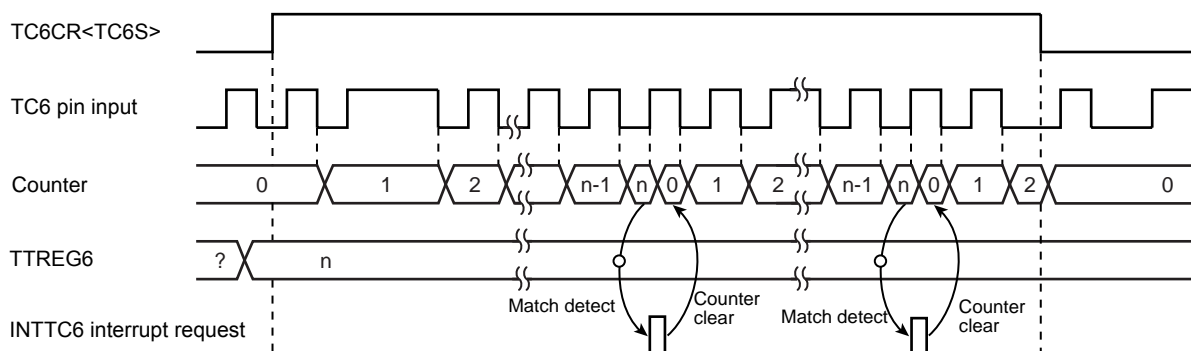 TC6CR<TC6S>
TC6 pin input
Counter
0 1 2 n-1 n 0 1 2 n-1 n 0 1 2 0
TTREG6
? n
Match detect
Counter
clear
Match detect
Counter
clear
INTTC6 interrupt request